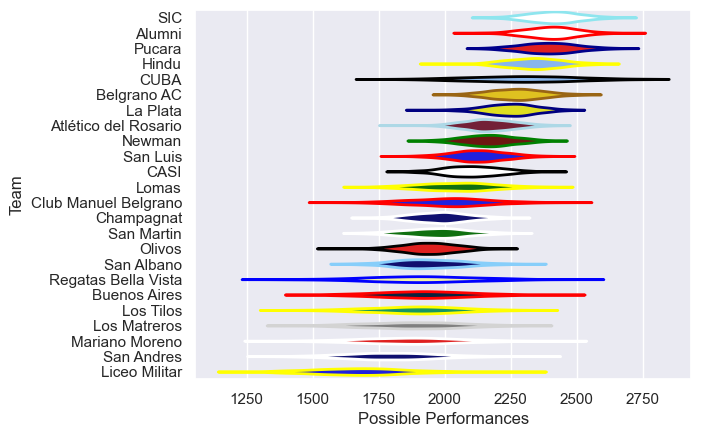 SIC
Alumni
Pucara
Hindu
CUBA
Belgrano AC
La Plata
Atlético del Rosario
Newman
San Luis
CASI
Lomas
Club Manuel Belgrano
Champagnat
San Martin
Olivos
San Albano
Regatas Bella Vista
Buenos Aires
Los Tilos
Los Matreros
Mariano Moreno
San Andres
Liceo Militar
Team
1250 1500 1750 2000 2250 2500 2750
Possible Performances